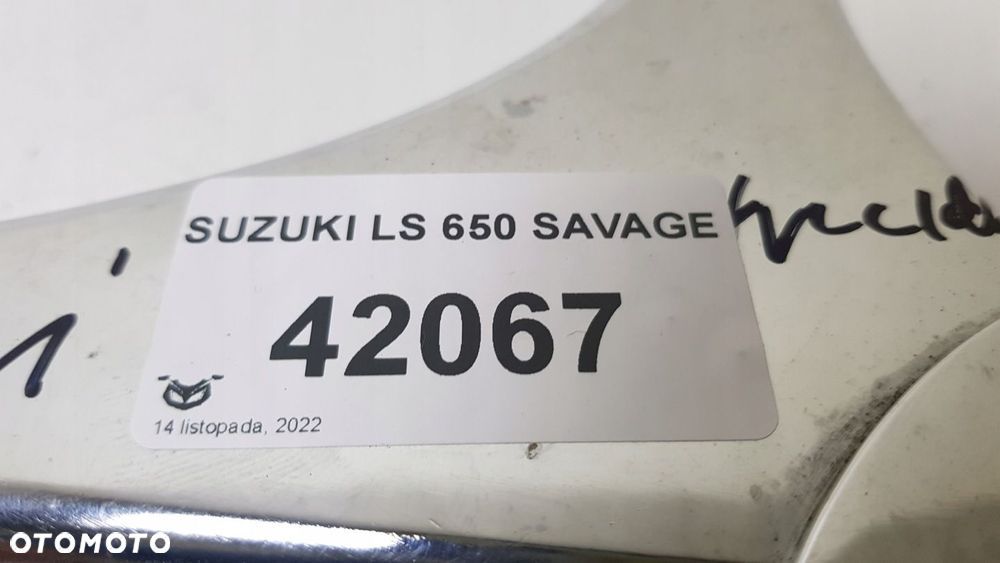 SUZUKI LS 650 SAVAGE
42067
14 listopada, 2022
OTOMOTO